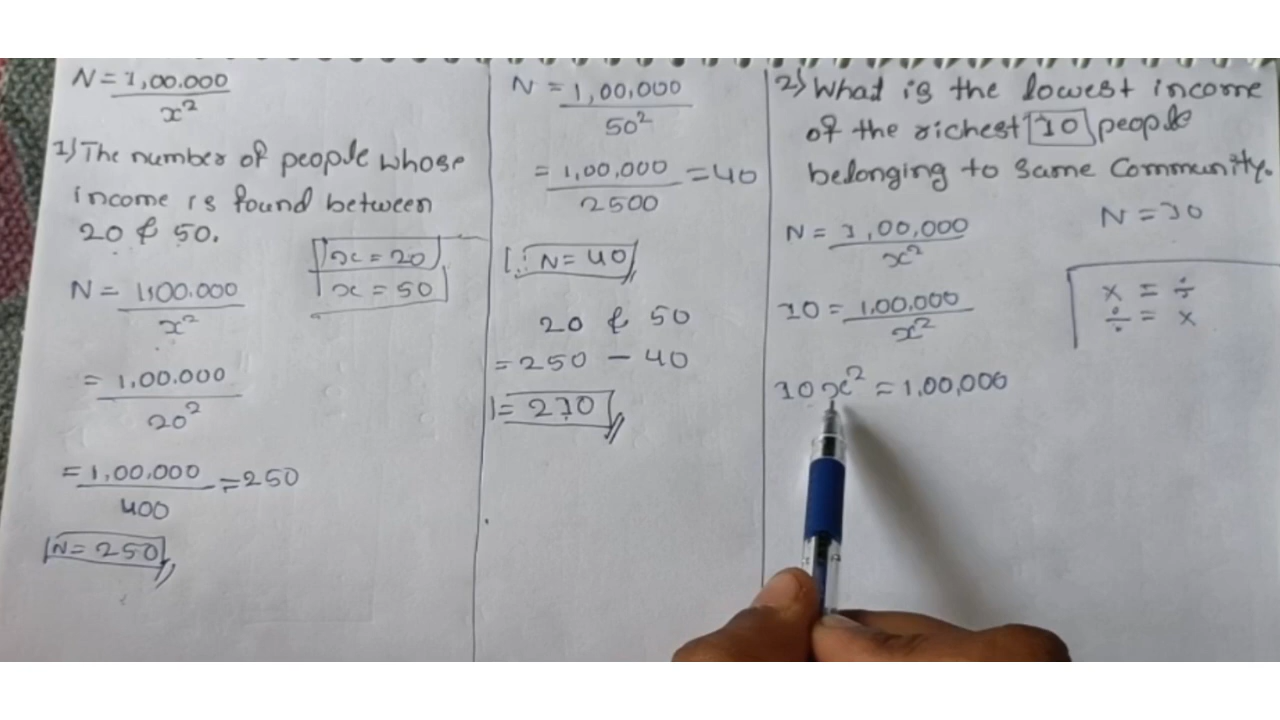 N = 1,00.000
x²
1) The number of people whose
income is found between
20 & 50.
x = 20
x = 50
N = 1,00.000
x²
= 1,00.000
20²
= 1,00,000 = 250
400
N = 250
N = 1,00,000
50²
= 1,00,000 = 40
2500
∴ N = 40
20 & 50
= 250 - 40
= 210
2) What is the lowest income
of the richest 10 people
belonging to same Community.
N = 10
N = 1,00,000
x²
x = ÷
÷ = x
10 = 1,00,000
x²
10x² = 1,00,000